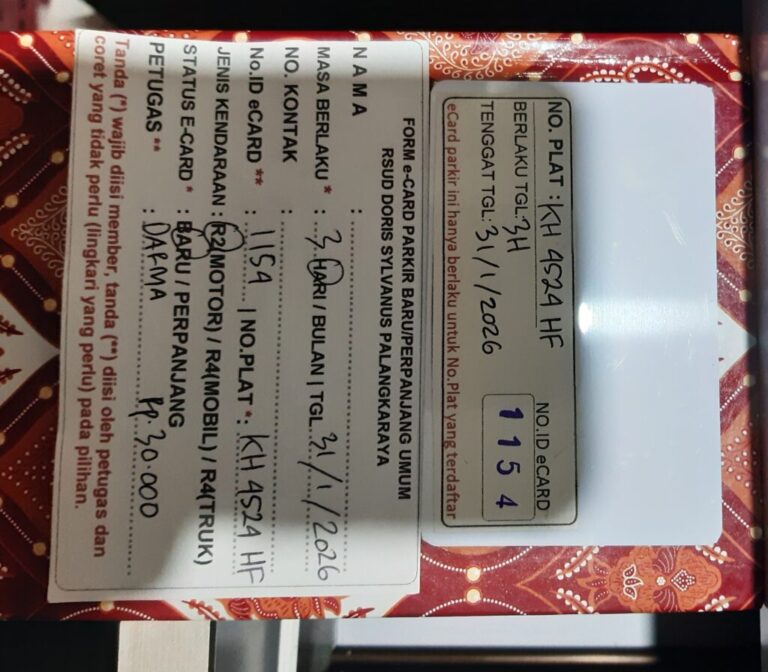 NO. PLAT : KH 4524 HF
BERLAKU TGL: 3H
TENGGAT TGL: 31/1/2026
NO.ID eCARD
1154
eCard parkir ini hanya berlaku untuk No.Plat yang terdaftar
FORM e-CARD PARKIR BARU/PERPANJANG UMUM
RSUD DORIS SYLVANUS PALANGKARAYA
N A M A :
MASA BERLAKU * : 3 HARI / BULAN | TGL. 31/1/2026
NO. KONTAK :
No.ID eCARD ** : 1154 | NO.PLAT *: KH 4524 HF
JENIS KENDARAAN : R2(MOTOR) / R4(MOBIL) / R4(TRUK)
STATUS E-CARD * : BARU / PERPANJANG
PETUGAS ** : DAFMA Rp. 30.000
Tanda (*) wajib diisi member, tanda (**) diisi oleh petugas dan
coret yang tidak perlu (lingkari yang perlu) pada pilihan.